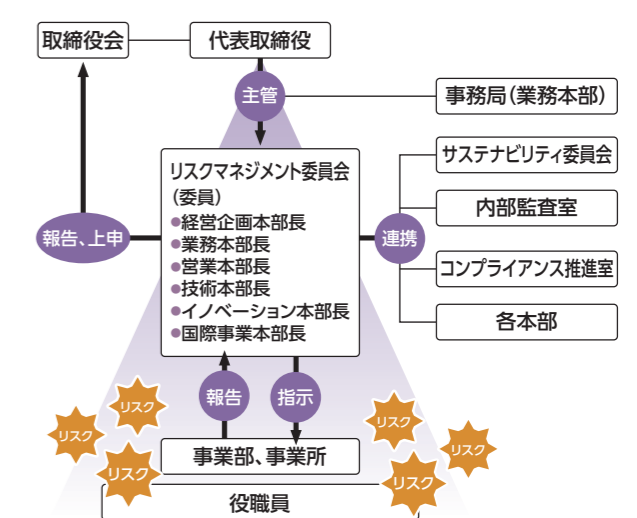 取締役会
代表取締役
主管
事務局(業務本部)
リスクマネジメント委員会
(委員)
●経営企画本部長
●業務本部長
●営業本部長
●技術本部長
●イノベーション本部長
●国際事業本部長
サステナビリティ委員会
内部監査室
報告、上申
連携
コンプライアンス推進室
各本部
報告
指示
リスク
リスク
リスク
リスク
リスク
リスク
事業部、事業所
役職員